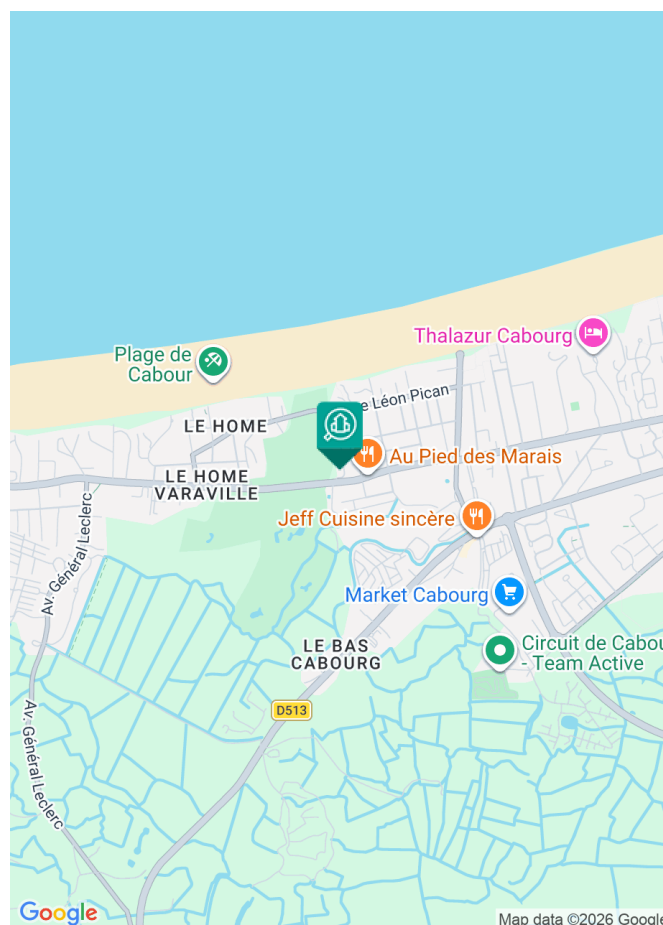 Thalazur Cabourg
Plage de
Cabour
e Léon Pican
LE HOME
Au Pied des Marais
LE HOME
VARAVILLE
Jeff Cuisine sincère
Av. Général Leclerc
Market Cabourg
LE BAS
CABOURG
Circuit de Cabou
- Team Active
D513
Av. Général Leclerc
Google
Map data ©2026 Google